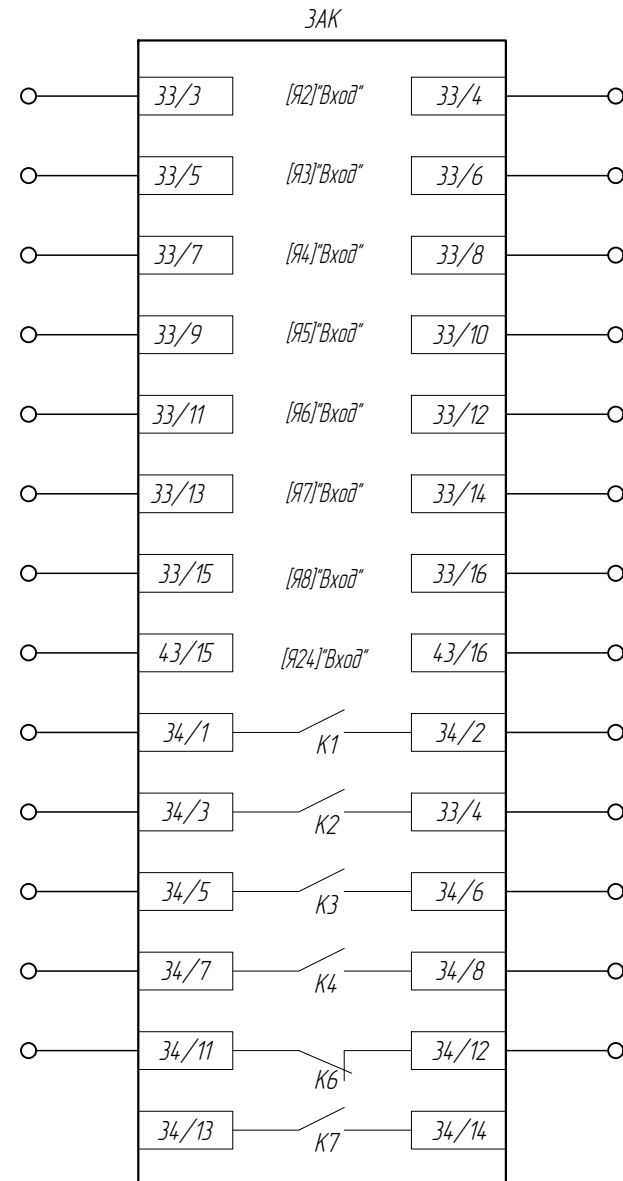 ЗАК
33/3 [Я2]"Вход" 33/4
33/5 [Я3]"Вход" 33/6
33/7 [Я4]"Вход" 33/8
33/9 [Я5]"Вход" 33/10
33/11 [Я6]"Вход" 33/12
33/13 [Я7]"Вход" 33/14
33/15 [Я8]"Вход" 33/16
43/15 [Я24]"Вход" 43/16
34/1 К1 34/2
34/3 К2 33/4
34/5 К3 34/6
34/7 К4 34/8
34/11 К6 34/12
34/13 К7 34/14